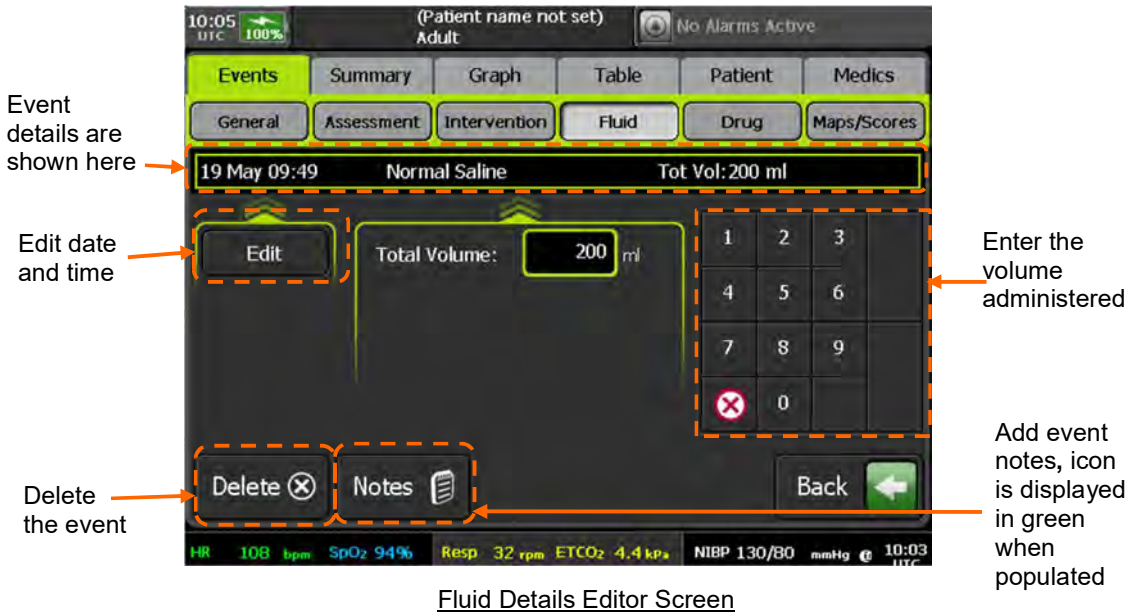 10:05 UTC 100% (Patient name not set) Adult No Alarms Active
Events Summary Graph Table Patient Medics
General Assessment Intervention Fluid Drug Maps/Scores
Event
details are
shown here
19 May 09:49 Normal Saline Tot Vol:200 ml
Edit date
and time
Edit
Total Volume: 200 ml
1 2 3
4 5 6
7 8 9
0
Enter the
volume
administered
Delete
the event
Delete
Notes
Back
Add event
notes, icon
is displayed
in green
when
populated
HR 108 bpm SpO2 94% Resp 32 rpm ETCO2 4.4 kPa NIBP 130/80 mmHg @ 10:03 UTC
Fluid Details Editor Screen